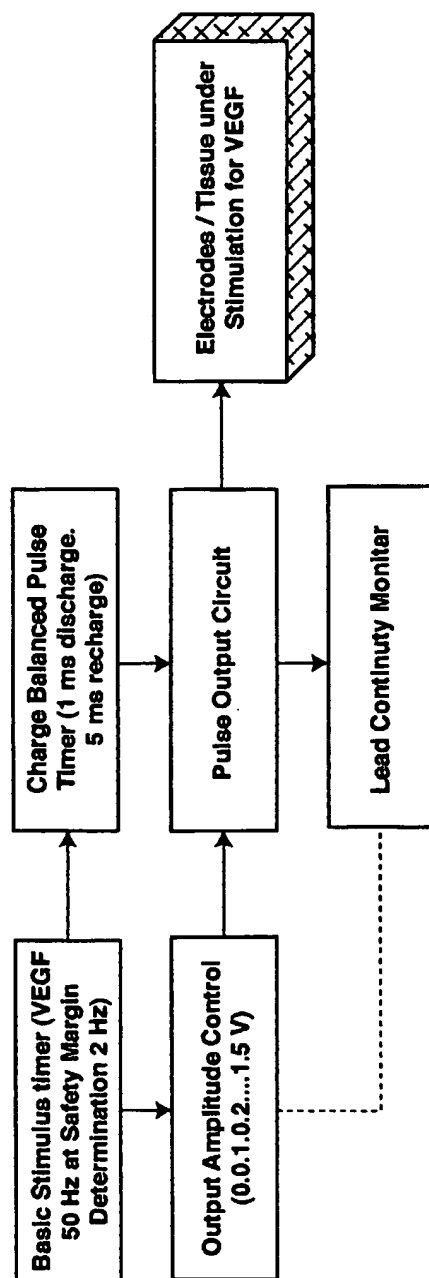 Basic Stimulus timer (VEGF
50 Hz at Safety Margin
Determination 2 Hz)
Charge Balanced Pulse
Timer (1 ms discharge.
5 ms recharge)
Output Amplitude Control
(0.0.1.0.2....1.5 V)
Pulse Output Circuit
Electrodes / Tissue under
Stimulation for VEGF
Lead Continuty Moniter